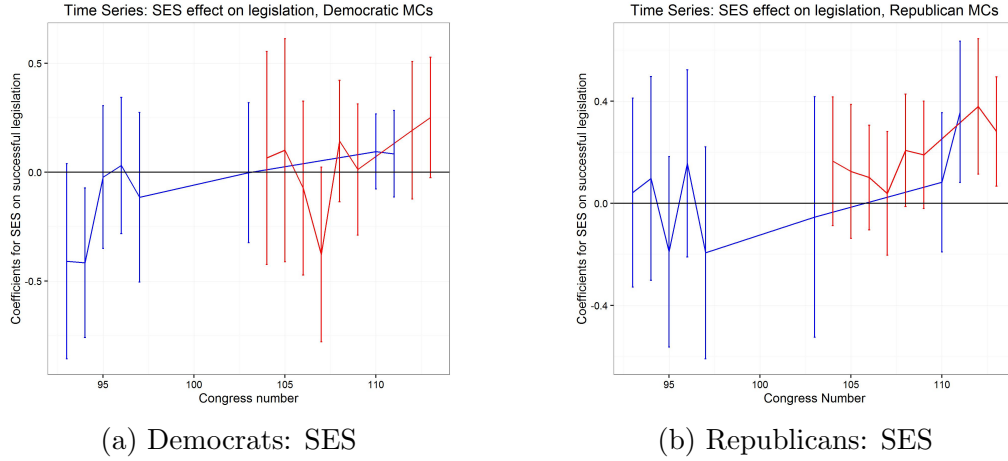 Time Series: SES effect on legislation, Democratic MCs
Coefficients for SES on successful legislation
0.5
0.0
-0.5
95
100
105
110
Congress number
(a) Democrats: SES
Time Series: SES effect on legislation, Republican MCs
Coefficients for SES on successful legislation
0.4
0.0
-0.4
95
100
105
110
Congress Number
(b) Republicans: SES